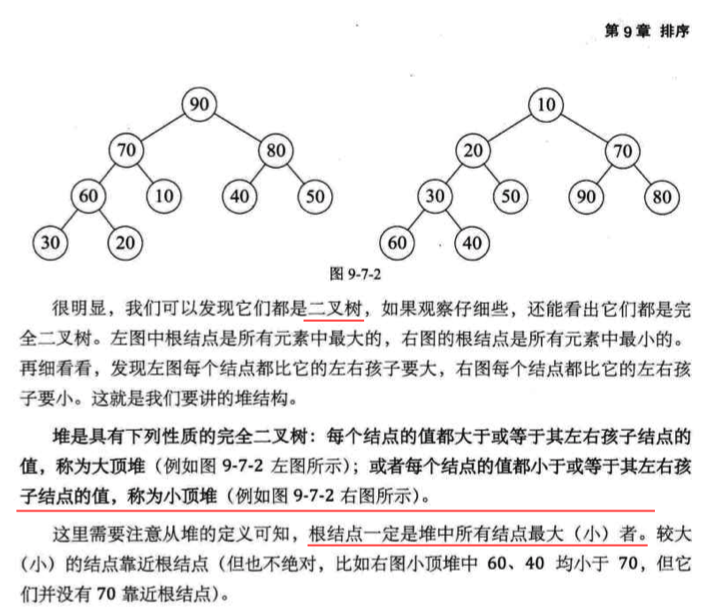 第9章 排序
90
10
70
80
20
70
60
10
40
50
30
50
90
80
30
20
60
40
图 9-7-2
很明显，我们可以发现它们都是二叉树，如果观察仔细些，还能看出它们都是完
全二叉树。左图中根结点是所有元素中最大的，右图的根结点是所有元素中最小的。
再细看看，发现左图每个结点都比它的左右孩子要大，右图每个结点都比它的左右孩
子要小。这就是我们要讲的堆结构。
堆是具有下列性质的完全二叉树：每个结点的值都大于或等于其左右孩子结点的
值，称为大顶堆（例如图 9-7-2 左图所示）；或者每个结点的值都小于或等于其左右孩
子结点的值，称为小顶堆（例如图 9-7-2 右图所示）。
这里需要注意从堆的定义可知，根结点一定是堆中所有结点最大（小）者。较大
（小）的结点靠近根结点（但也不绝对，比如右图小顶堆中 60、40 均小于 70，但它
们并没有 70 靠近根结点）。